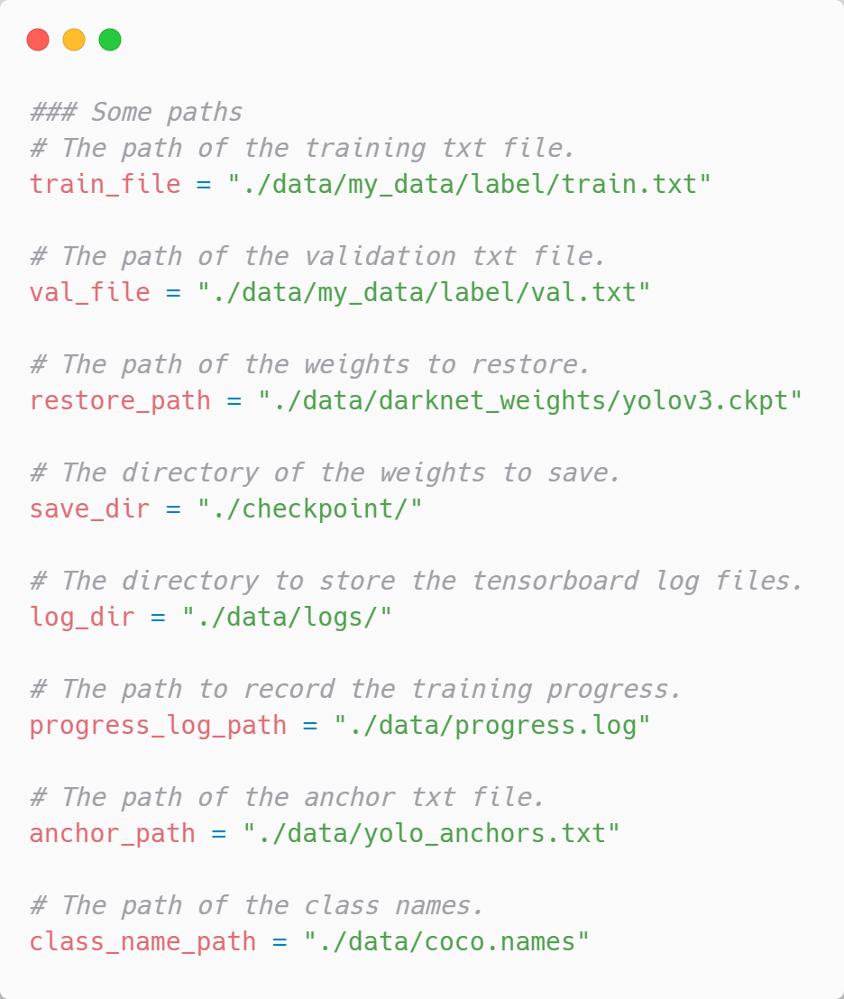 ### Some paths
# The path of the training txt file.
train_file = "./data/my_data/label/train.txt"
# The path of the validation txt file.
val_file = "./data/my_data/label/val.txt"
# The path of the weights to restore.
restore_path = "./data/darknet_weights/yolov3.ckpt"
# The directory of the weights to save.
save_dir = "./checkpoint/"
# The directory to store the tensorboard log files.
log_dir = "./data/logs/"
# The path to record the training progress.
progress_log_path = "./data/progress.log"
# The path of the anchor txt file.
anchor_path = "./data/yolo_anchors.txt"
# The path of the class names.
class_name_path = "./data/coco.names"